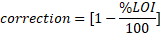 correction = [1 − %LOI/100]